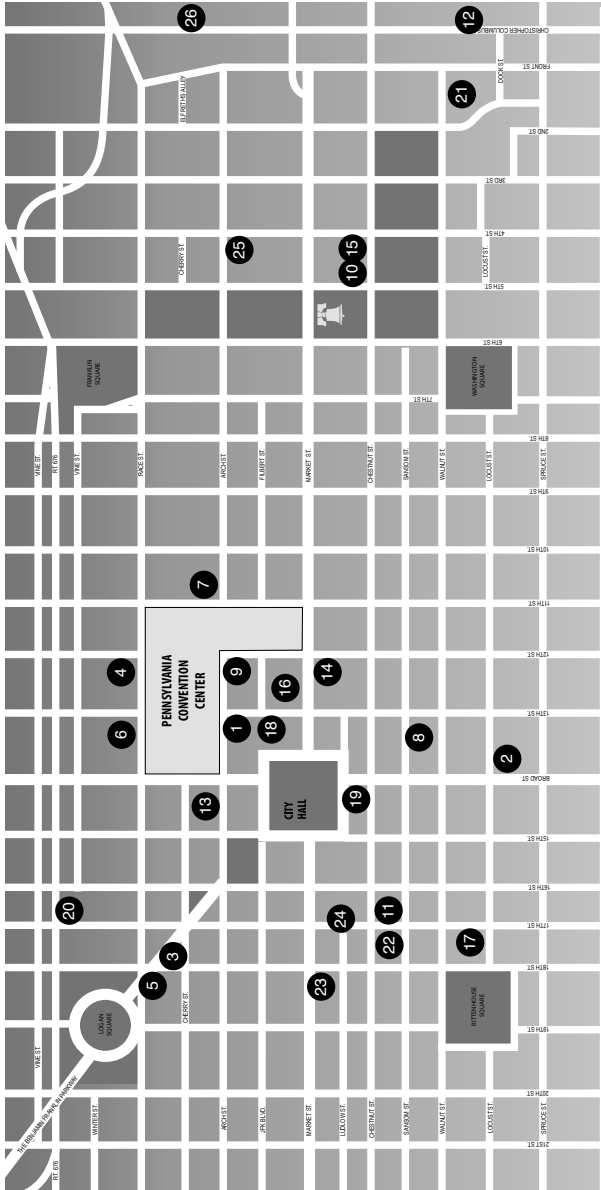 26
12
CHRISTOPHER COLUMBUS
FRONT ST.
DOCK ST.
21
ELFRETHS ALLEY
2ND ST.
3RD ST.
4TH ST.
CHERRY ST.
25
15
10
LOCUST ST.
5TH ST.
6TH ST.
FRANKLIN
SQUARE
WASHINGTON
SQUARE
7TH ST.
8TH ST.
VINE ST.
RT. 676
VINE ST.
RACE ST.
ARCH ST.
FILBERT ST.
MARKET ST.
CHESTNUT ST.
SANSOM ST.
WALNUT ST.
LOCUST ST.
SPRUCE ST.
9TH ST.
10TH ST.
7
11TH ST.
PENNSYLVANIA
CONVENTION
CENTER
12TH ST.
4
9
14
16
13TH ST.
6
1
18
8
2
BROAD ST.
CITY
HALL
13
19
15TH ST.
16TH ST.
20
24
11
17TH ST.
3
22
17
18TH ST.
5
23
LOGAN
SQUARE
CHERRY ST.
RITTENHOUSE
SQUARE
19TH ST.
VINE ST.
THE BENJAMIN FRANKLIN PARKWAY
20TH ST.
RT. 676
WINTER ST.
ARCH ST.
JFK BLVD.
MARKET ST.
LUDLOW ST.
CHESTNUT ST.
SANSOM ST.
WALNUT ST.
LOCUST ST.
SPRUCE ST.
21ST ST.